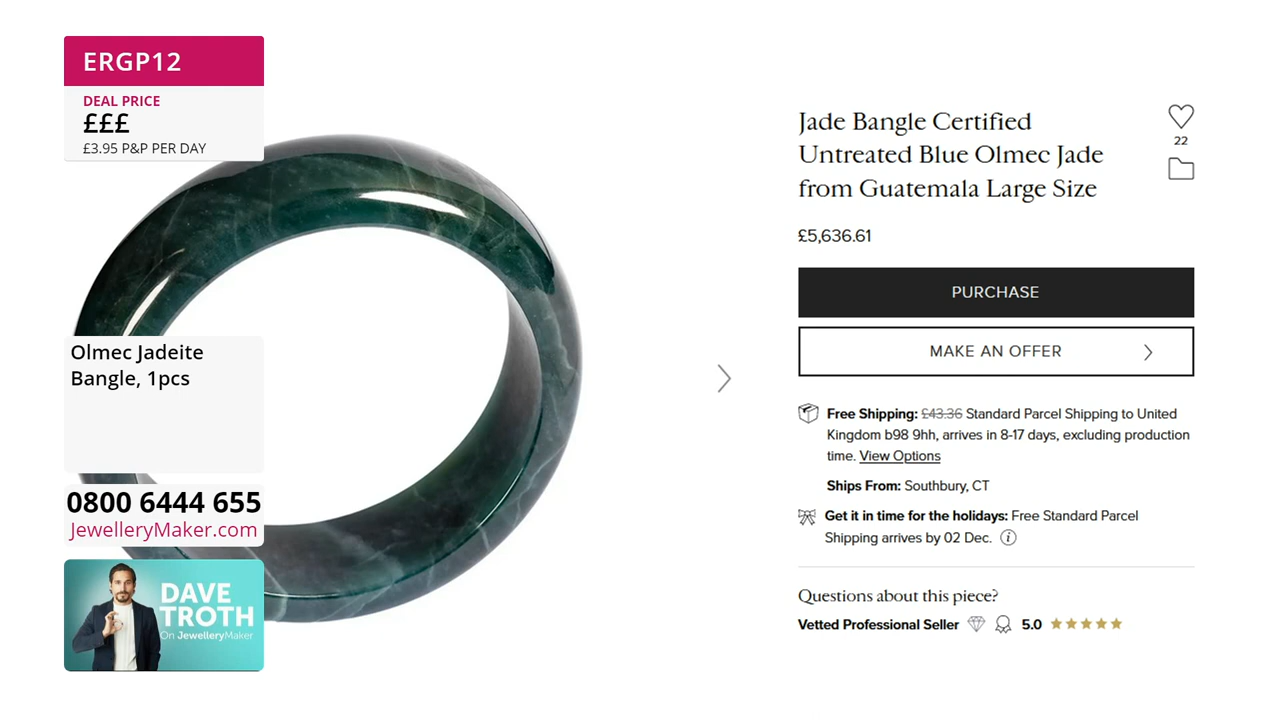 ERGP12
DEAL PRICE
£££
£3.95 P&P PER DAY
Olmec Jadeite
Bangle, 1pcs
0800 6444 655
JewelleryMaker.com
DAVE
TROTH
On JewelleryMaker
Jade Bangle Certified
Untreated Blue Olmec Jade
from Guatemala Large Size
22
£5,636.61
PURCHASE
MAKE AN OFFER
Free Shipping: £43.36 Standard Parcel Shipping to United
Kingdom b98 9hh, arrives in 8-17 days, excluding production
time. View Options
Ships From: Southbury, CT
Get it in time for the holidays: Free Standard Parcel
Shipping arrives by 02 Dec. i
Questions about this piece?
Vetted Professional Seller 5.0